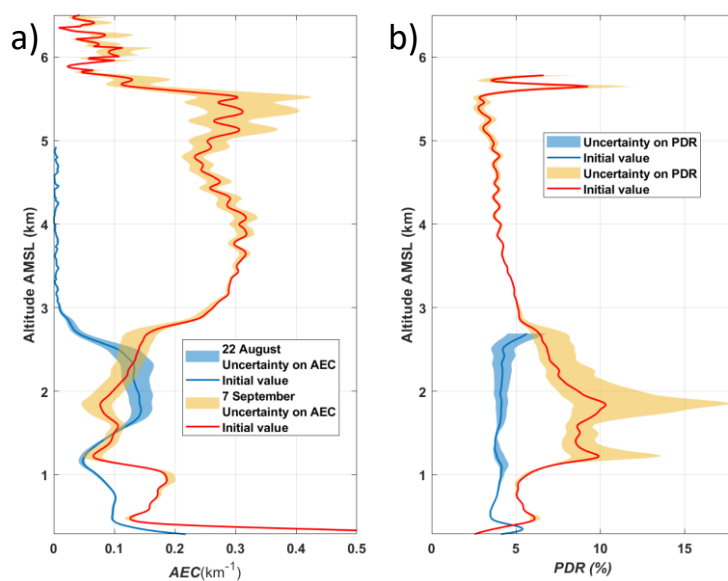 a)
6
5
4
3
2
1
Altitude AMSL (km)
22 August
Uncertainty on AEC
Initial value
7 September
Uncertainty on AEC
Initial value
0 0.1 0.2 0.3 0.4 0.5
AEC(km⁻¹)
b)
6
5
4
3
2
1
Altitude AMSL (km)
Uncertainty on PDR
Initial value
Uncertainty on PDR
Initial value
0 5 10 15
PDR (%)